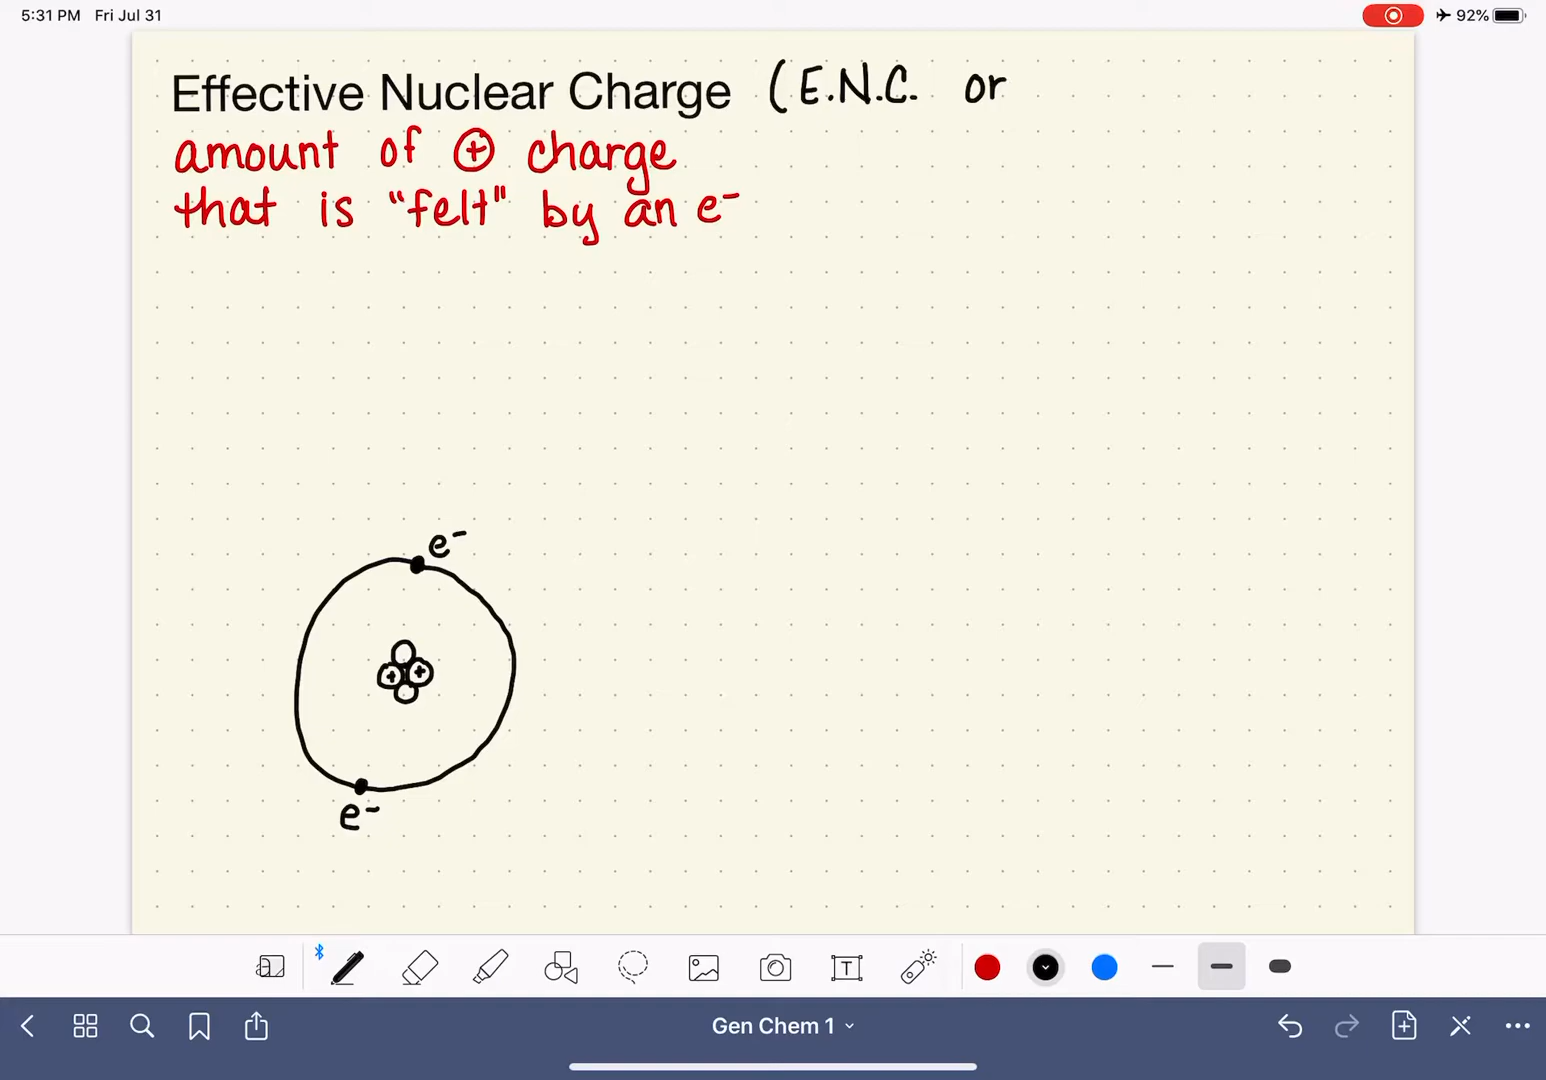 5:31 PM Fri Jul 31
92%
Effective Nuclear Charge (E.N.C. or
amount of ⊕ charge
that is "felt" by an e⁻
e⁻
+ +
e⁻
T
Gen Chem 1